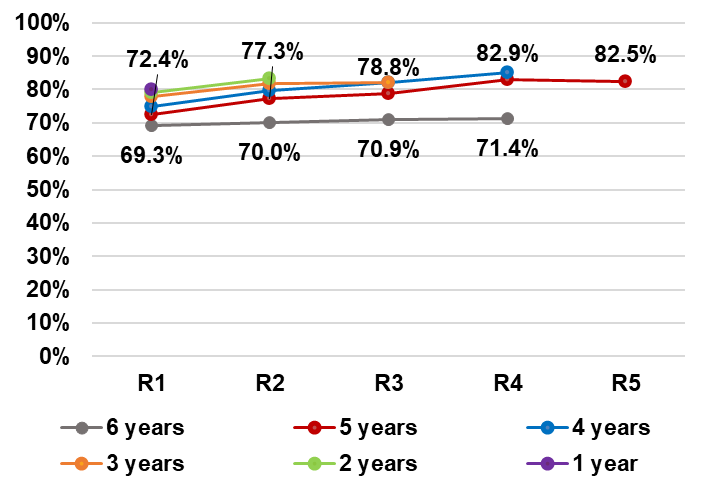 100%
90%
80%
70%
60%
50%
40%
30%
20%
10%
0%
72.4% 77.3% 78.8% 82.9% 82.5%
69.3% 70.0% 70.9% 71.4%
R1 R2 R3 R4 R5
6 years 5 years 4 years
3 years 2 years 1 year